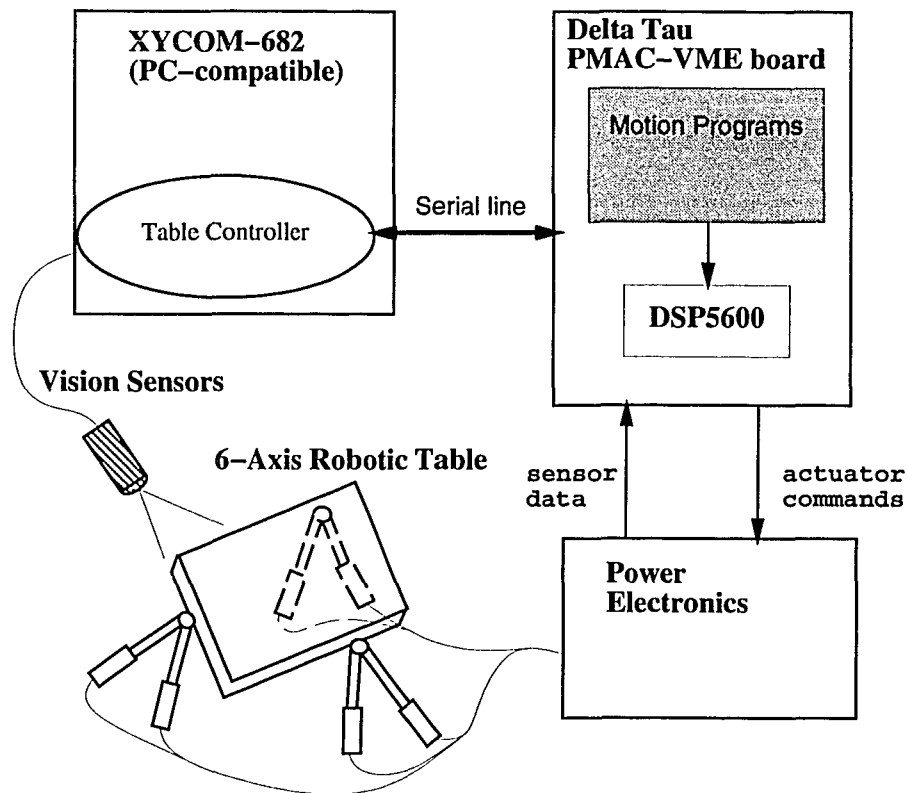 XYCOM−682
(PC−compatible)
Table Controller
Serial line
Delta Tau
PMAC−VME board
Motion Programs
DSP5600
Vision Sensors
6−Axis Robotic Table
sensor
data
actuator
commands
Power
Electronics